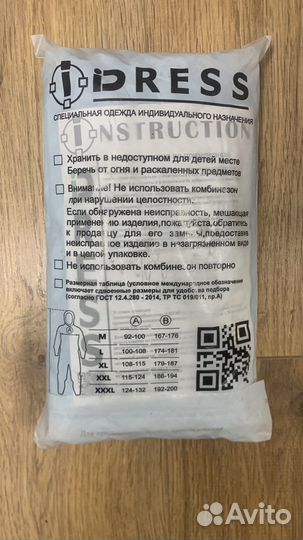 iDRESS
СПЕЦИАЛЬНАЯ ОДЕЖДА ИНДИВИДУАЛЬНОГО НАЗНАЧЕНИЯ
iNSTRUCTION
Хранить в недоступном для детей месте
Беречь от огня и раскаленных предметов
Внимание! Не использовать комбинезон
при нарушении целостности.
Если обнаружена неисправность, мешающая
применению изделия, пожалуйста, обратитесь
к продавцу для его замены, предоставив
неисправное изделие в незагрязненном виде
и в целой упаковке.
Не использовать комбинезон повторно
Размерная таблица (условное международное обозначение
включает сдвоенные размеры для удобства подбора
(согласно ГОСТ 12.4.280 - 2014, ТР ТС 019/011, пр.А)
A B
M 92-100 167-176
L 100-108 174-181
XL 108-115 179-187
XXL 115-124 186-194
XXXL 124-132 192-200
Avito